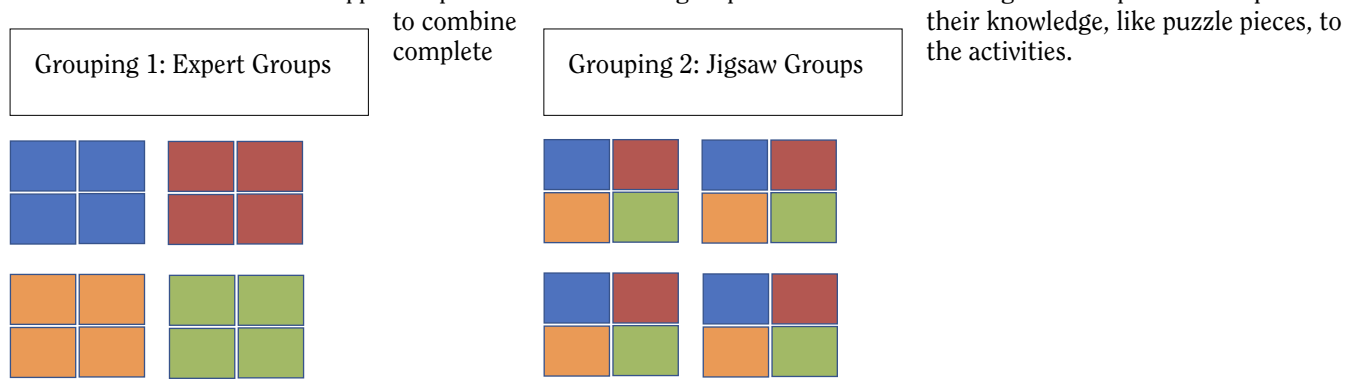 to combine
complete
their knowledge, like puzzle pieces, to
the activities.
Grouping 1: Expert Groups
Grouping 2: Jigsaw Groups